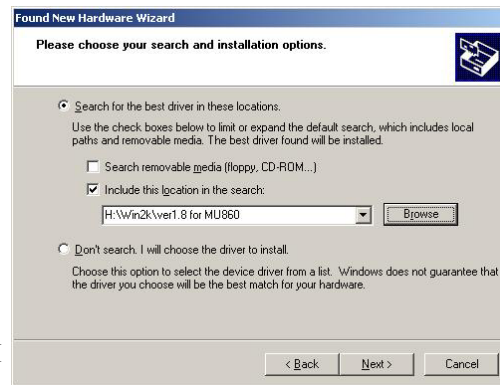 Found New Hardware Wizard
Please choose your search and installation options.
Search for the best driver in these locations.
Use the check boxes below to limit or expand the default search, which includes local
paths and removable media. The best driver found will be installed.
Search removable media (floppy, CD-ROM...)
Include this location in the search:
H:\Win2k\ver1.8 for MU860
Browse
Don't search. I will choose the driver to install.
Choose this option to select the device driver from a list. Windows does not guarantee that
the driver you choose will be the best match for your hardware.
< Back
Next >
Cancel